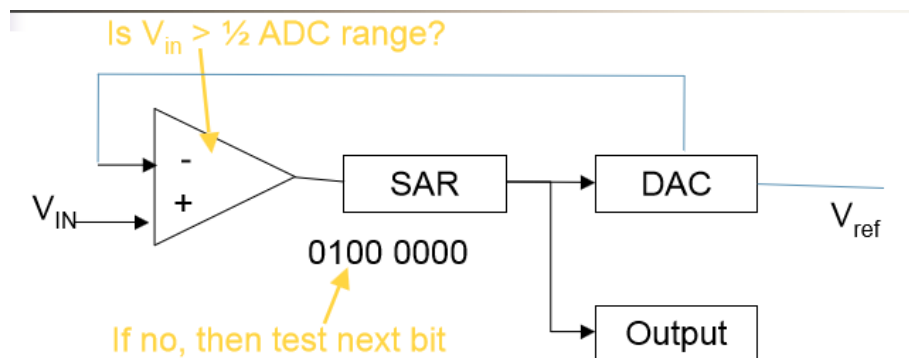 Is Vin > ½ ADC range?
-
+
VIN
SAR
DAC
Vref
0100 0000
If no, then test next bit
Output